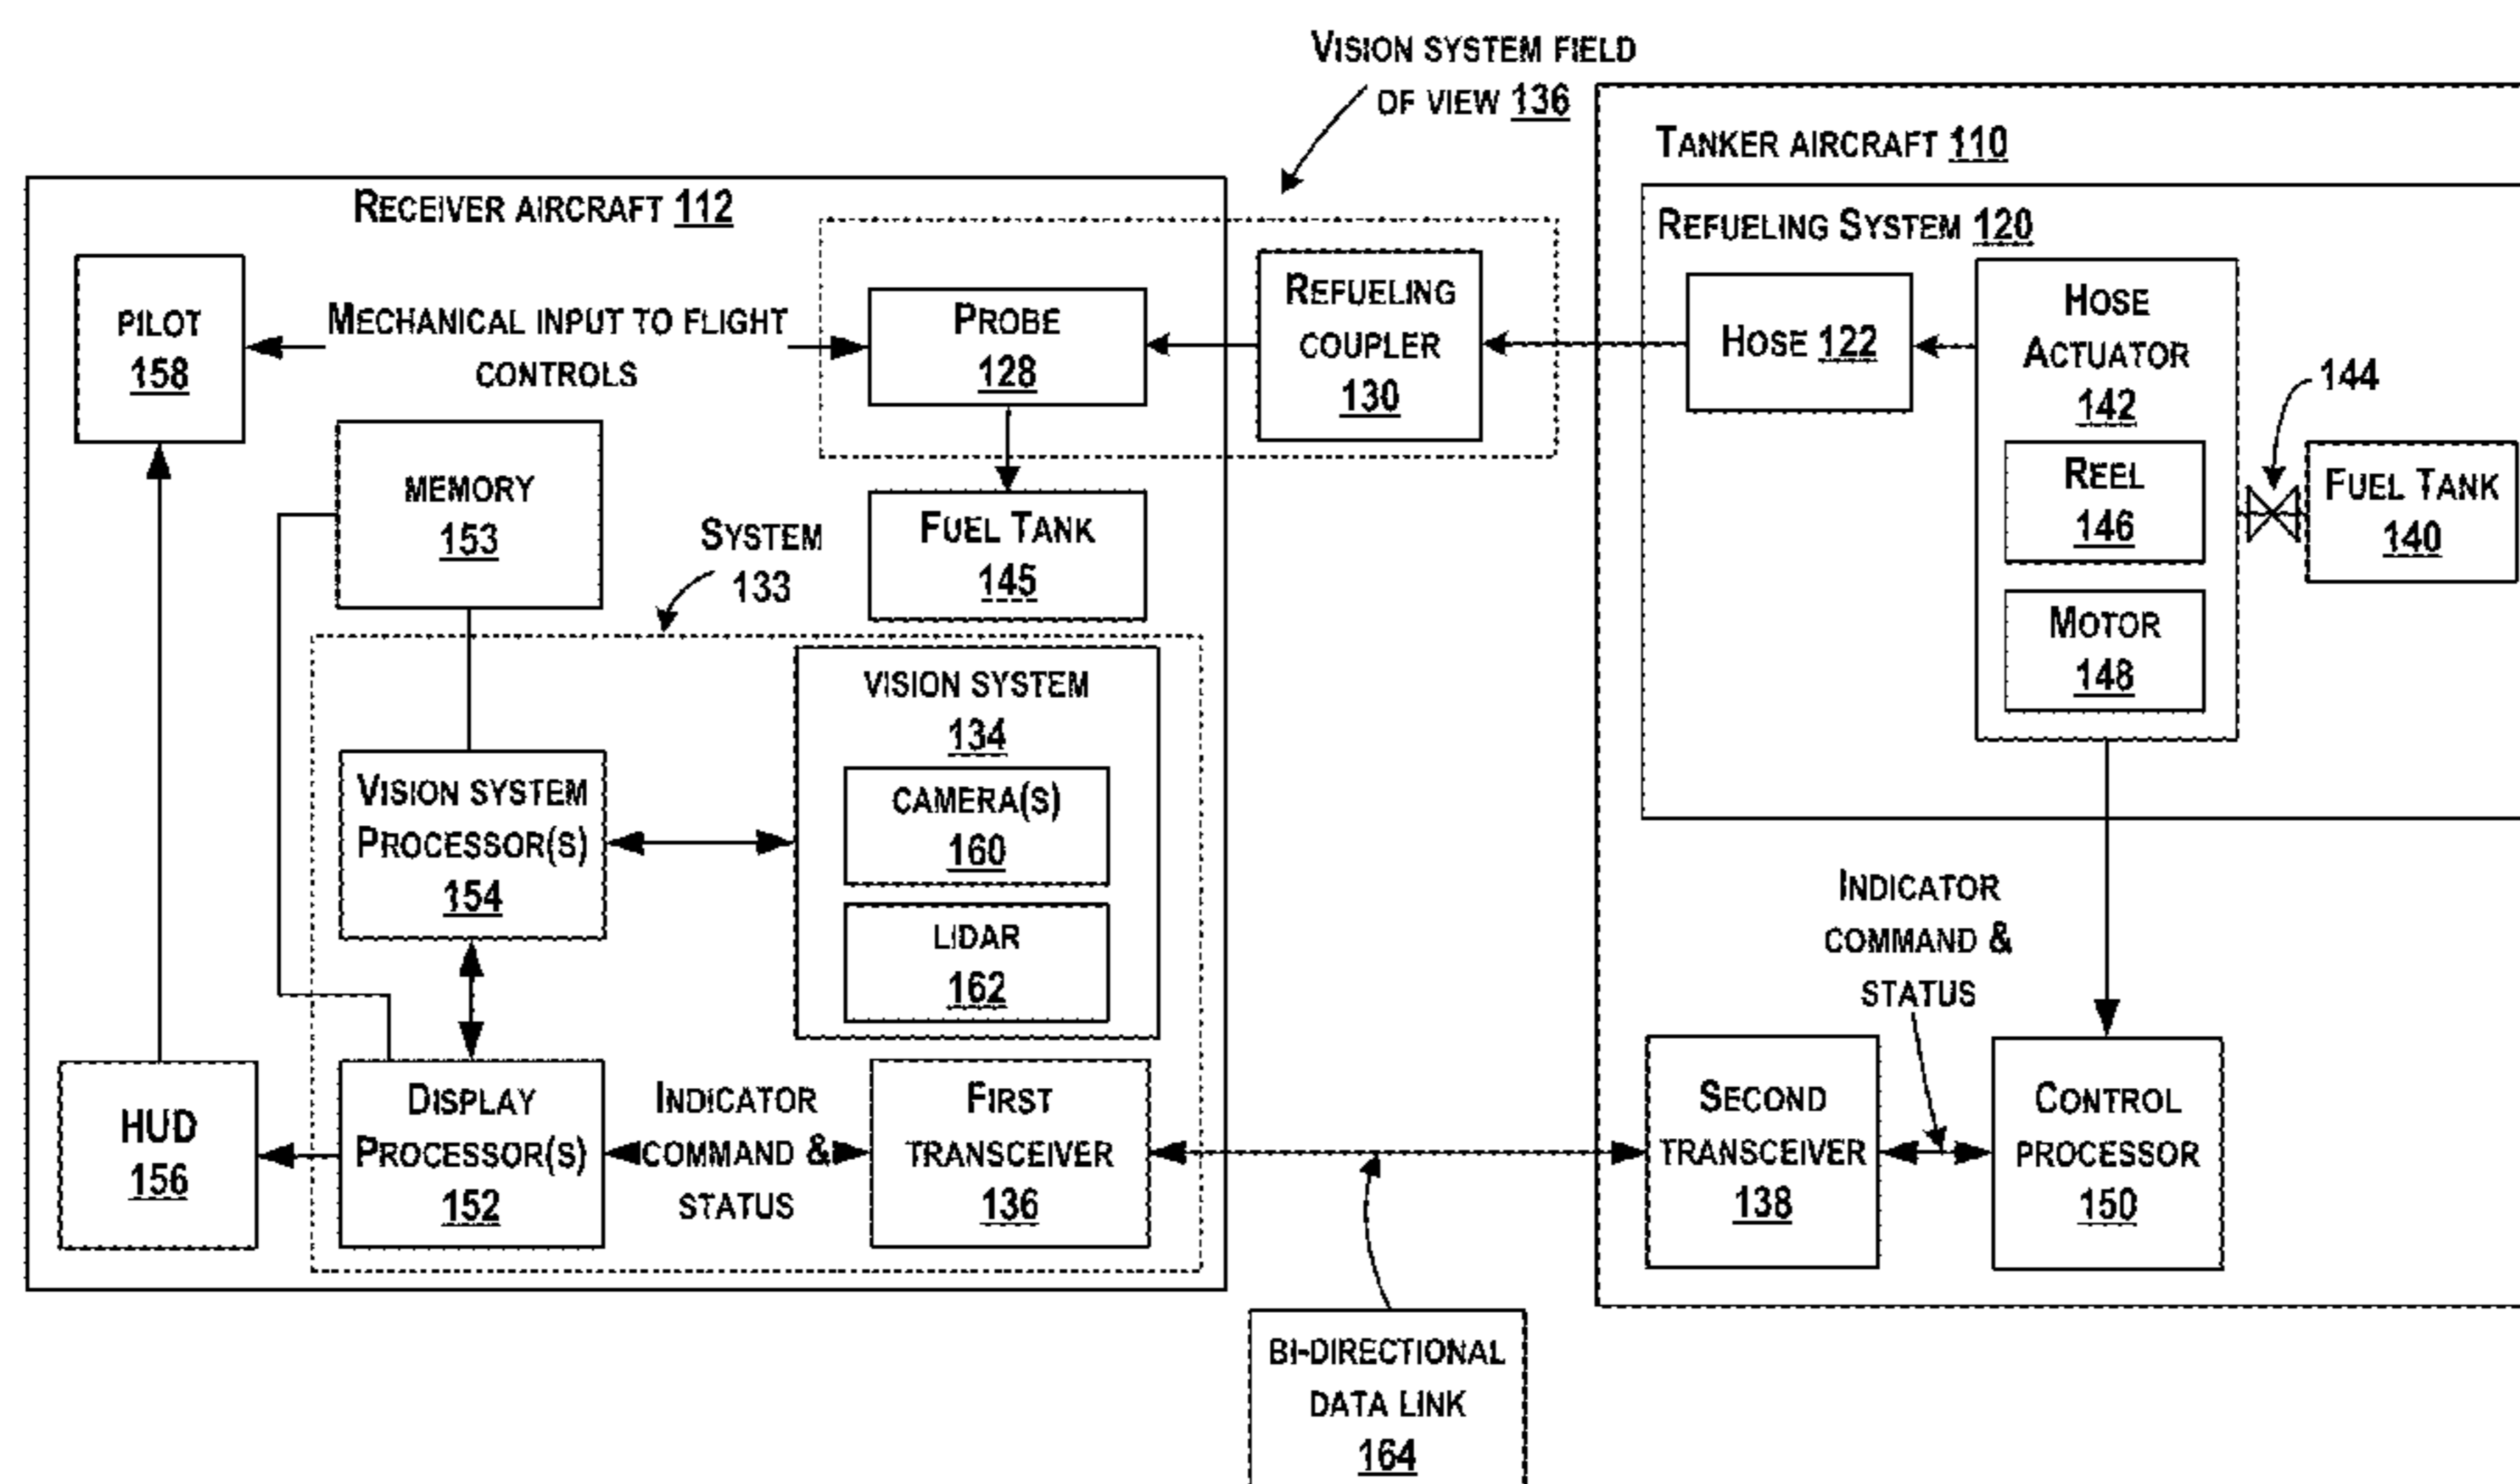 Vision system field
of view 136
Tanker aircraft 110
Receiver aircraft 112
Refueling System 120
pilot
158
Mechanical input to flight
controls
Probe
128
Refueling
coupler
130
Hose 122
Hose
Actuator
142
144
Reel
146
Fuel Tank
140
Motor
148
memory
153
System
133
Fuel Tank
145
vision system
134
camera(s)
160
lidar
162
Vision system
Processor(s)
154
Indicator
command &
status
HUD
156
Display
Processor(s)
152
Indicator
command &
status
First
transceiver
136
Second
transceiver
138
Control
processor
150
bi-directional
data link
164